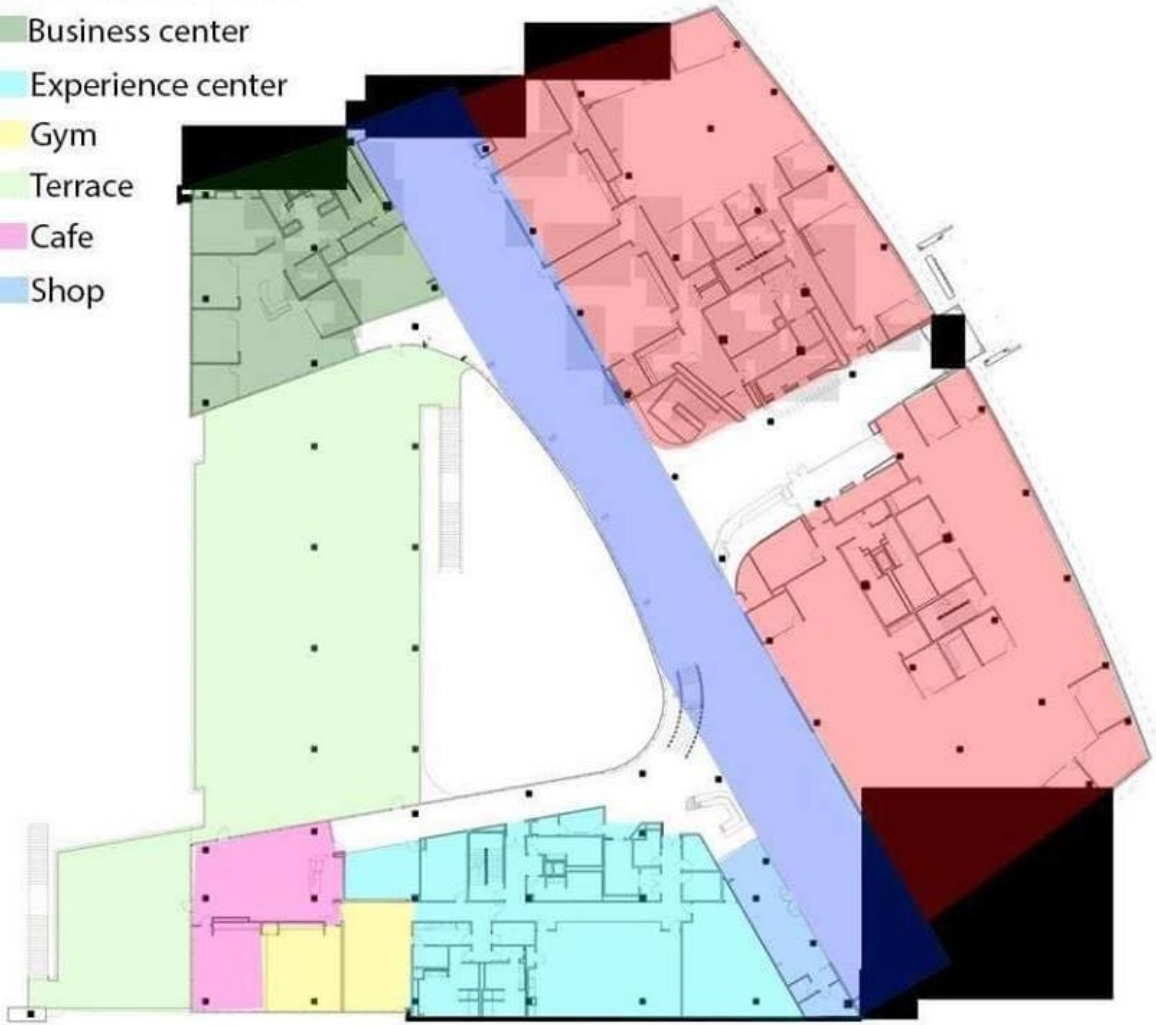 Business center
Experience center
Gym
Terrace
Cafe
Shop